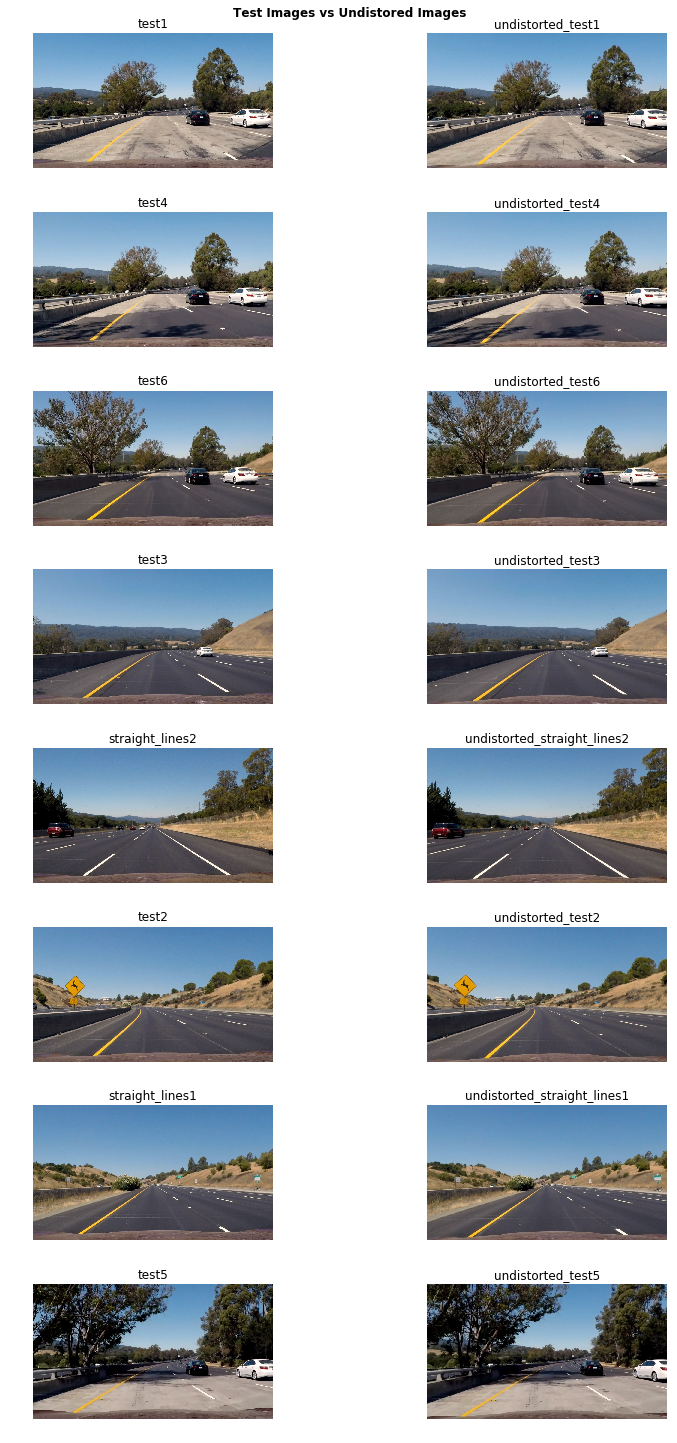 Test Images vs Undistored Images
test1
undistorted_test1
test4
undistorted_test4
test6
undistorted_test6
test3
undistorted_test3
straight_lines2
undistorted_straight_lines2
test2
undistorted_test2
straight_lines1
undistorted_straight_lines1
test5
undistorted_test5